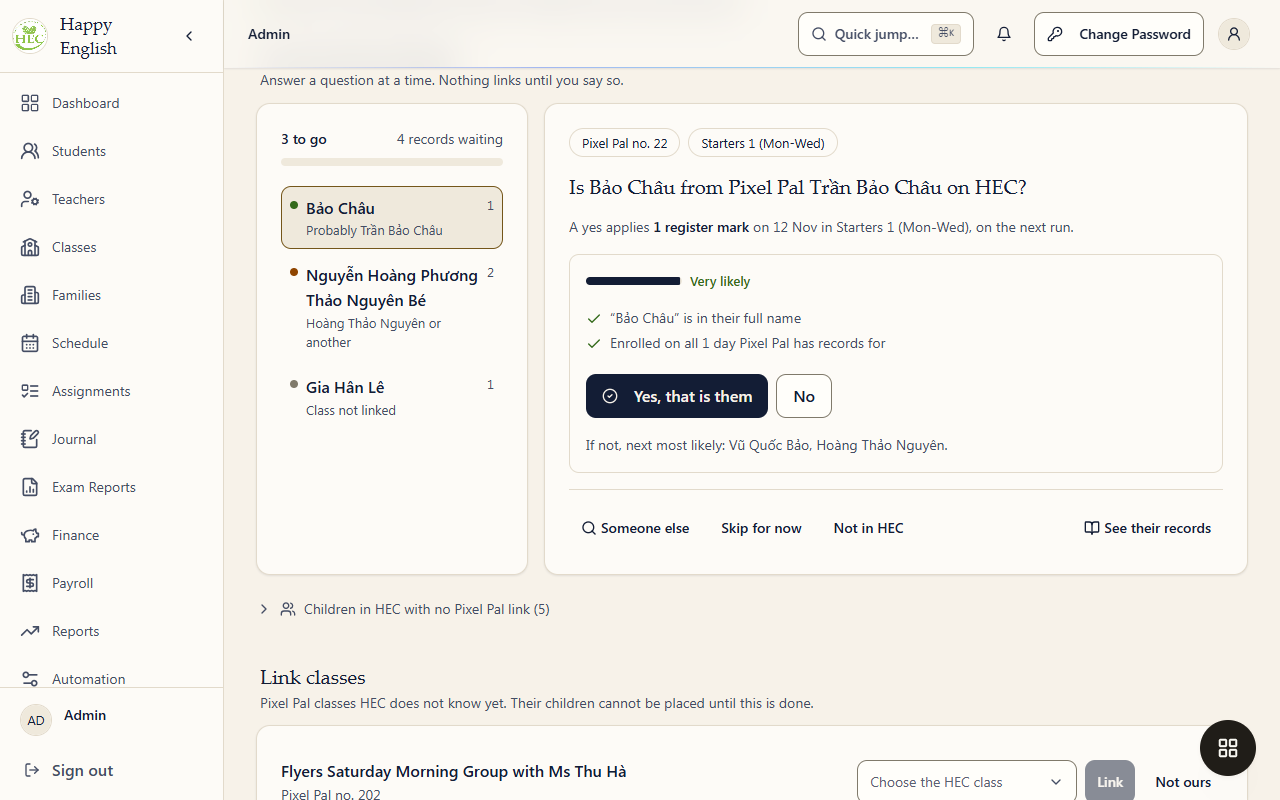 Happy
English
HEC
Admin
Quick jump...
⌘K
Change Password
Dashboard
Students
Teachers
Classes
Families
Schedule
Assignments
Journal
Exam Reports
Finance
Payroll
Reports
Automation
AD
Admin
Sign out
Answer a question at a time. Nothing links until you say so.
3 to go
4 records waiting
Bảo Châu
1
Probably Trần Bảo Châu
Nguyễn Hoàng Phương
2
Thảo Nguyên Bé
Hoàng Thảo Nguyên or
another
Gia Hân Lê
1
Class not linked
Pixel Pal no. 22
Starters 1 (Mon-Wed)
Is Bảo Châu from Pixel Pal Trần Bảo Châu on HEC?
A yes applies 1 register mark on 12 Nov in Starters 1 (Mon-Wed), on the next run.
Very likely
“Bảo Châu” is in their full name
Enrolled on all 1 day Pixel Pal has records for
Yes, that is them
No
If not, next most likely: Vũ Quốc Bảo, Hoàng Thảo Nguyên.
Someone else
Skip for now
Not in HEC
See their records
Children in HEC with no Pixel Pal link (5)
Link classes
Pixel Pal classes HEC does not know yet. Their children cannot be placed until this is done.
Flyers Saturday Morning Group with Ms Thu Hà
Pixel Pal no. 202
Choose the HEC class
Link
Not ours